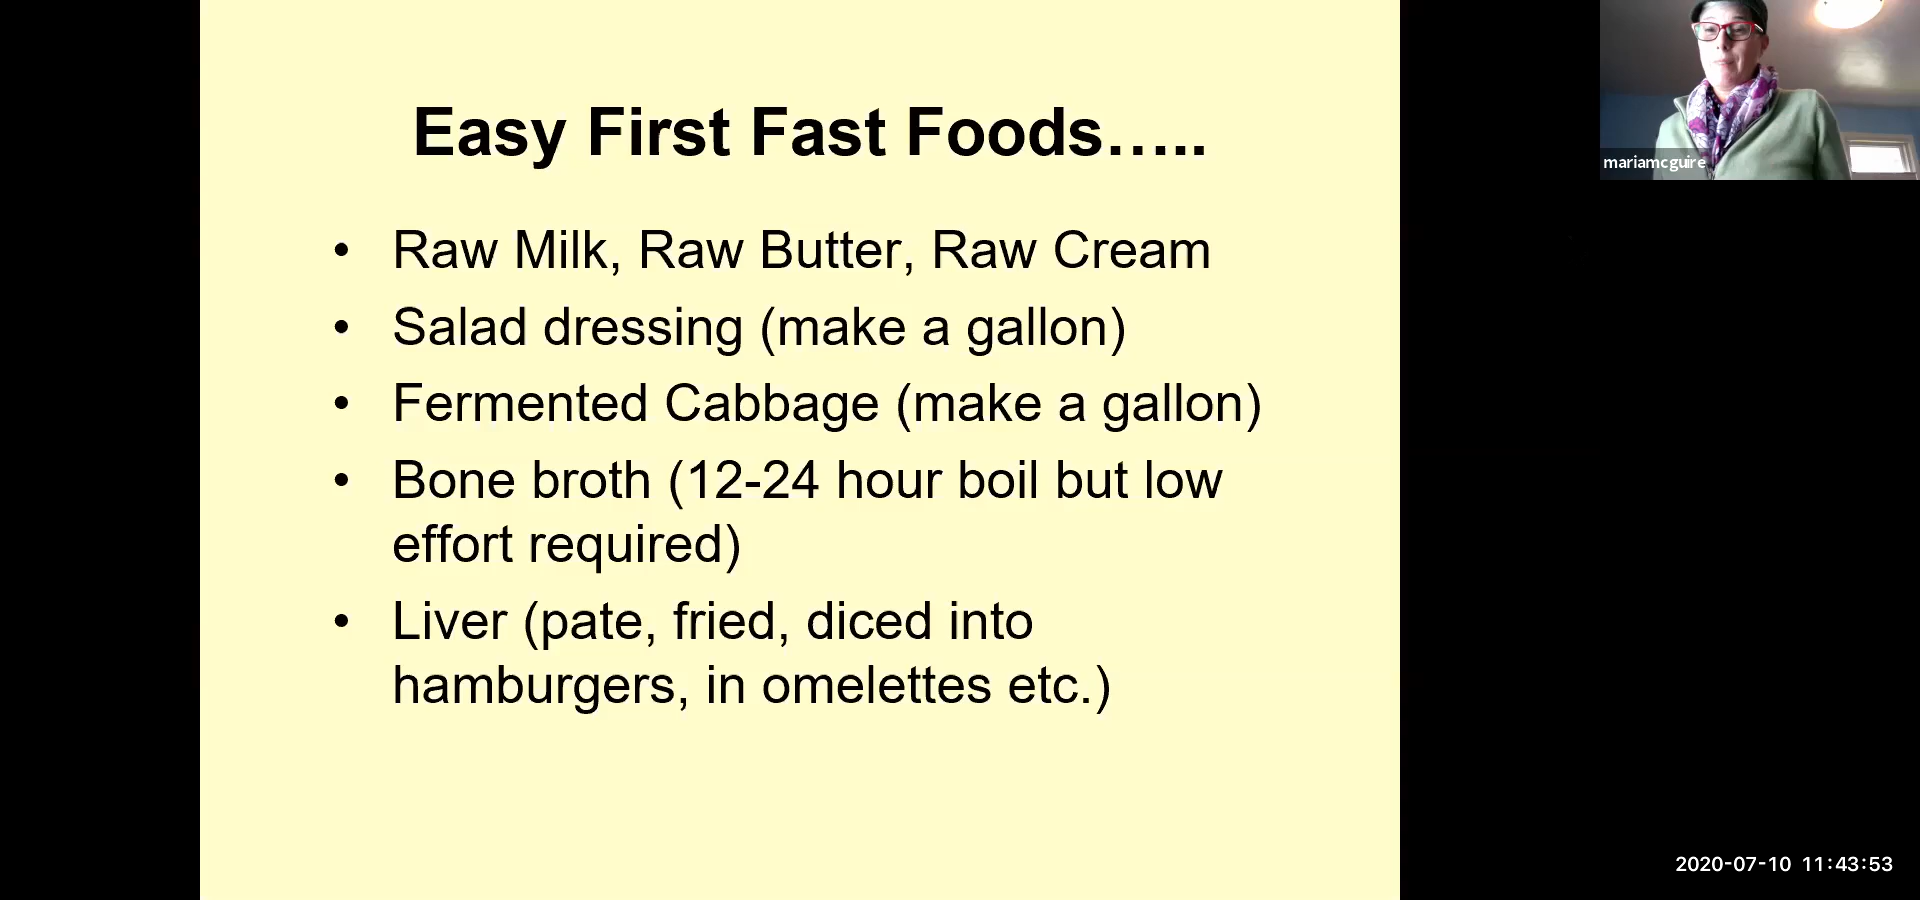 Easy First Fast Foods…..
• Raw Milk, Raw Butter, Raw Cream
• Salad dressing (make a gallon)
• Fermented Cabbage (make a gallon)
• Bone broth (12-24 hour boil but low
effort required)
• Liver (pate, fried, diced into
hamburgers, in omelettes etc.)
mariamcguire
2020-07-10 11:43:53